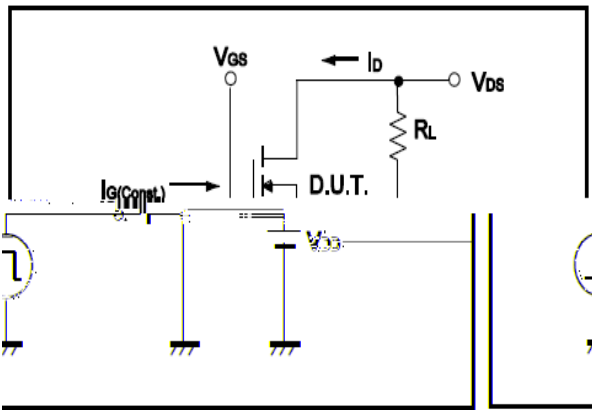 VGS
ID
VDS
RL
IG(Const.)
D.U.T.
VDD